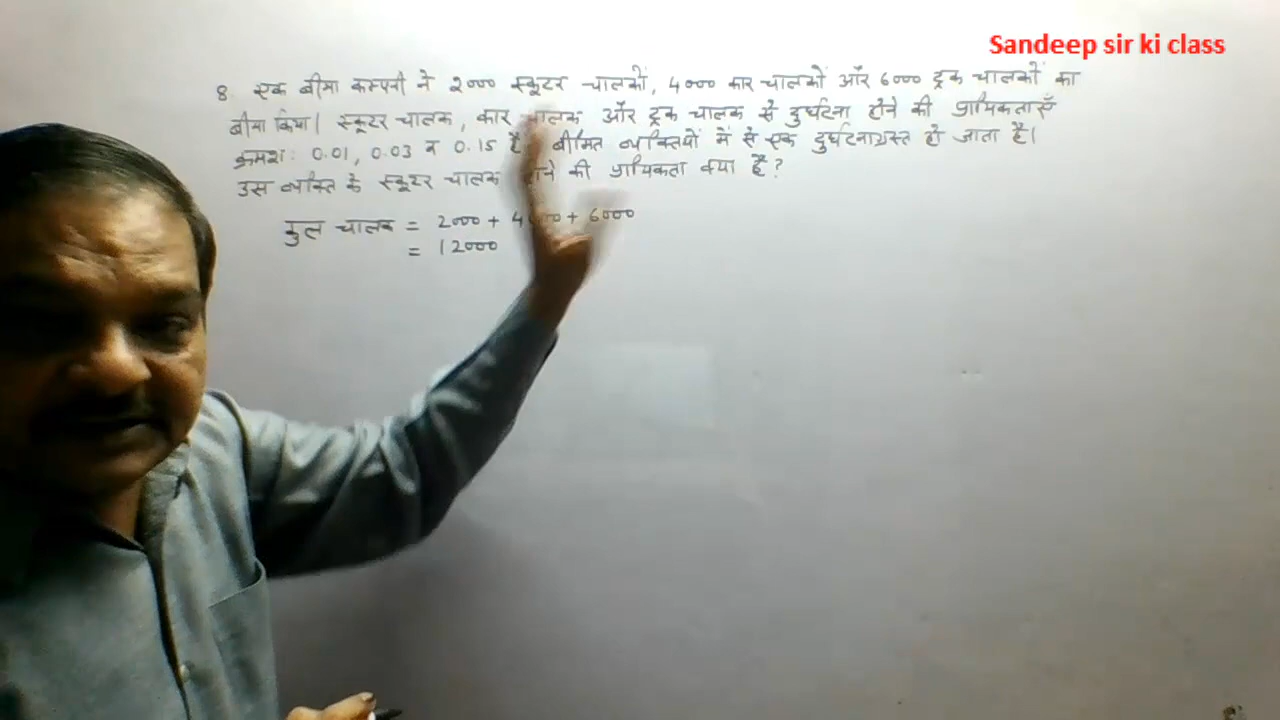 Sandeep sir ki class
8 एक बीमा कम्पनी ने 2000 स्कूटर चालकों, 4000 कार चालकों और 6000 ट्रक चालकों का
बीमा किया। स्कूटर चालक, कार चालक और ट्रक चालक से दुर्घटना होने की प्रायिकताएँ
क्रमश: 0.01, 0.03 व 0.15 है बीमित व्यक्तियों में से एक दुर्घटनाग्रस्त हो जाता है।
उस व्यक्ति के स्कूटर चालक होने की प्रायिकता क्या है?
कुल चालक = 2000 + 4000 + 6000
= 12000